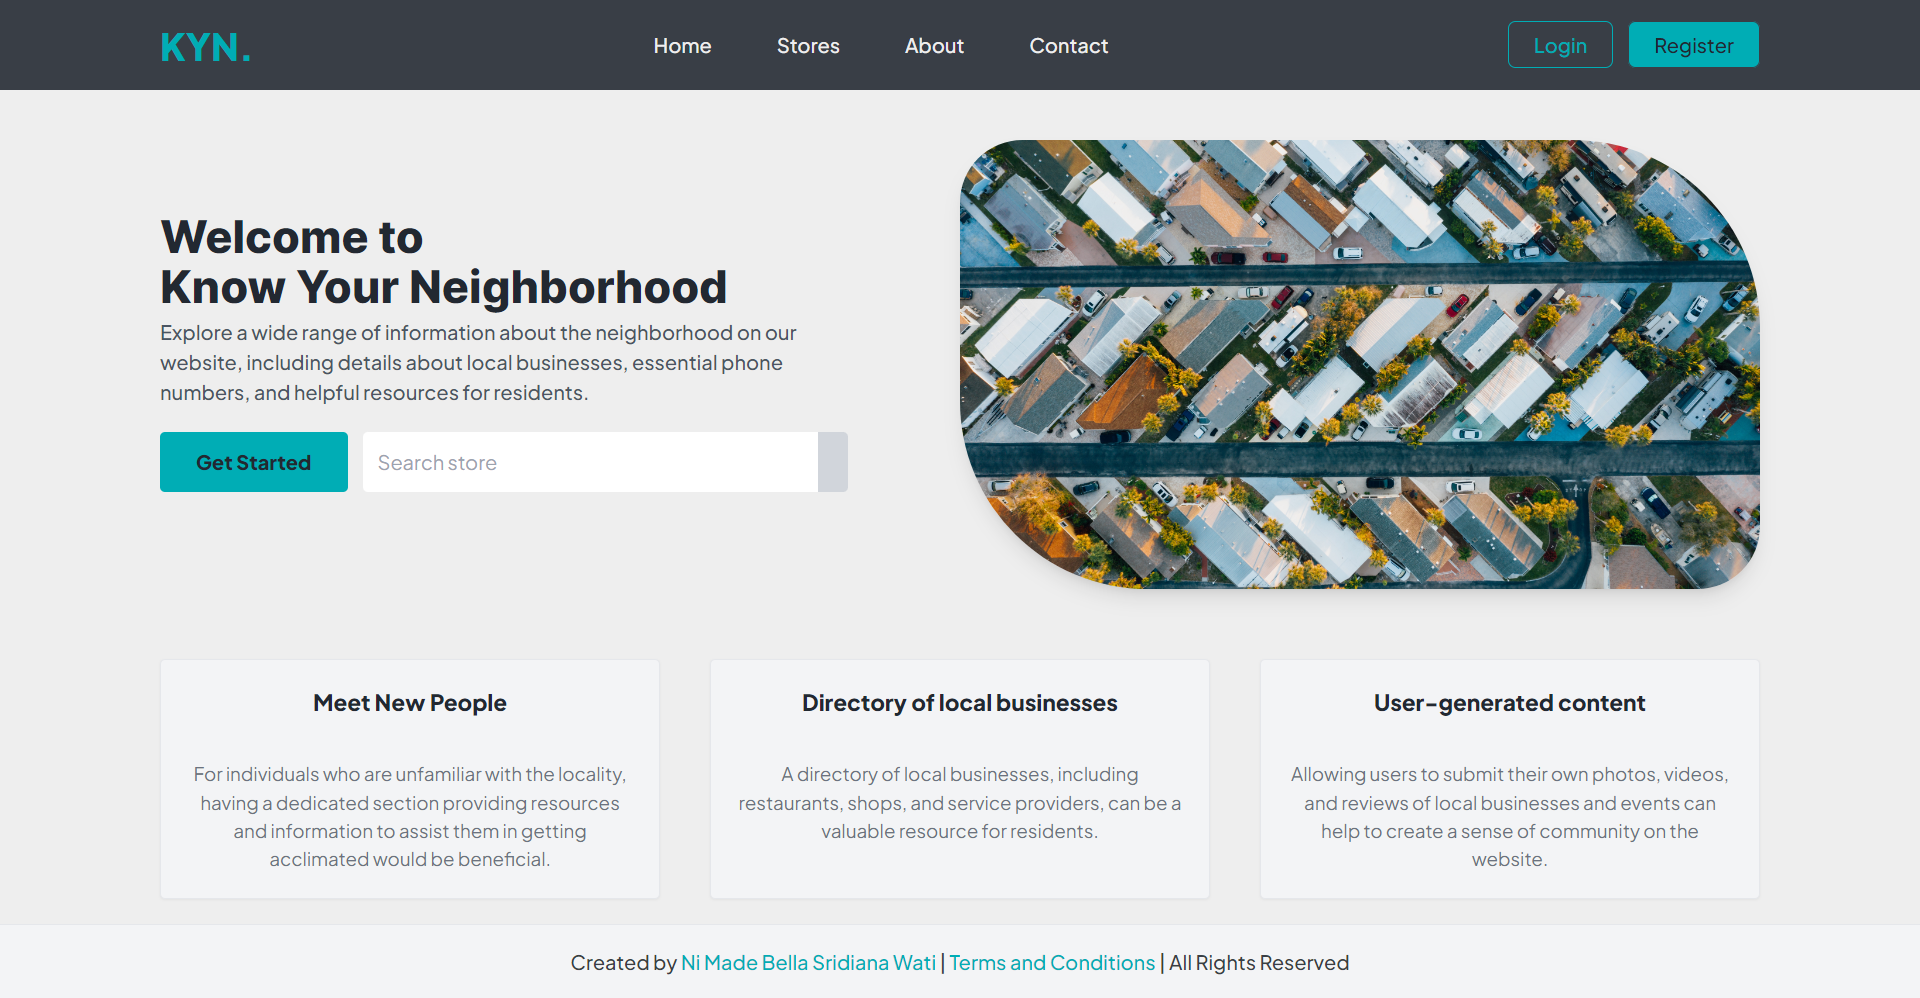 KYN.
Home
Stores
About
Contact
Login
Register
Welcome to
Know Your Neighborhood
Explore a wide range of information about the neighborhood on our
website, including details about local businesses, essential phone
numbers, and helpful resources for residents.
Get Started
Search store
Meet New People
For individuals who are unfamiliar with the locality,
having a dedicated section providing resources
and information to assist them in getting
acclimated would be beneficial.
Directory of local businesses
A directory of local businesses, including
restaurants, shops, and service providers, can be a
valuable resource for residents.
User-generated content
Allowing users to submit their own photos, videos,
and reviews of local businesses and events can
help to create a sense of community on the
website.
Created by Ni Made Bella Sridiana Wati | Terms and Conditions | All Rights Reserved